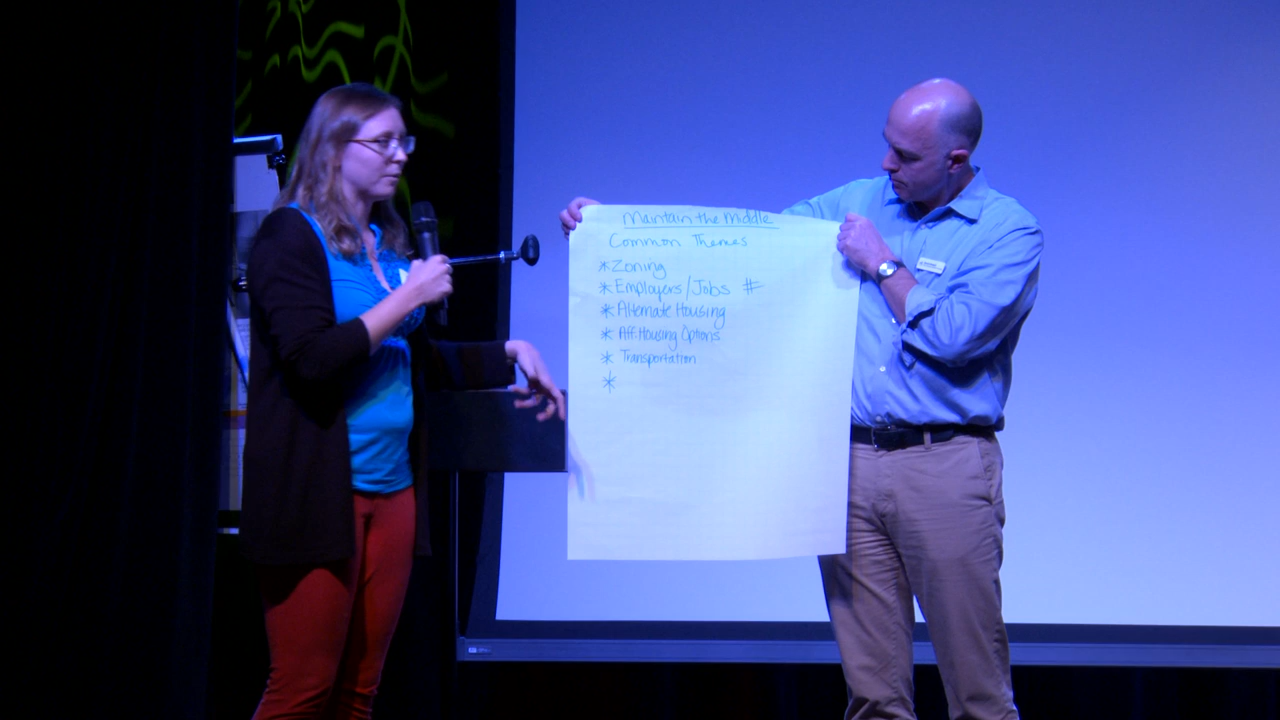 Maintain the Middle
Common Themes
* Zoning
* Employers/Jobs #
* Alternate Housing
* Aff. Housing Options
* Transportation
*